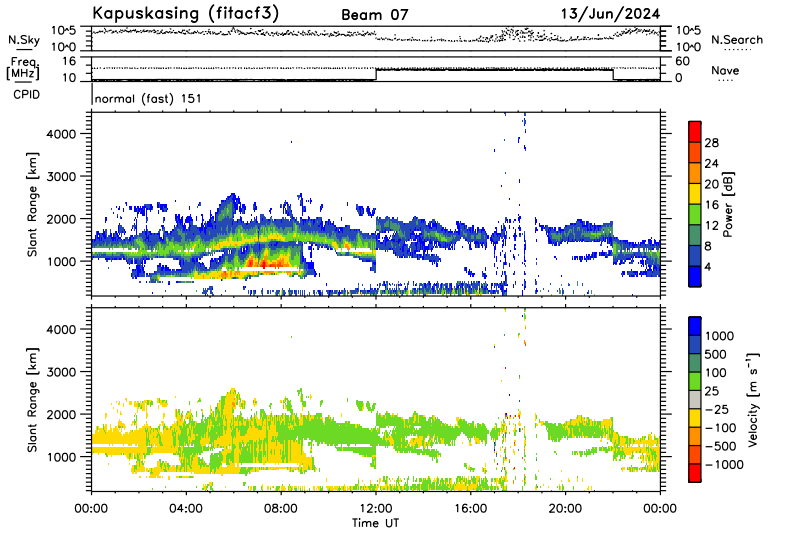 Kapuskasing (fitacf3) Beam 07 13/Jun/2024
N.Sky 10^5 10^0 10^5 10^0 N.Search
Freq. [MHz] 16 10 60 0 Nave
CPID normal (fast) 151
Slant Range [km] 4000 3000 2000 1000
Power [dB] 28 24 20 16 12 8 4
Slant Range [km] 4000 3000 2000 1000
Velocity [m s⁻¹] 1000 500 100 25 −25 −100 −500 −1000
00:00 04:00 08:00 12:00 16:00 20:00 00:00
Time UT